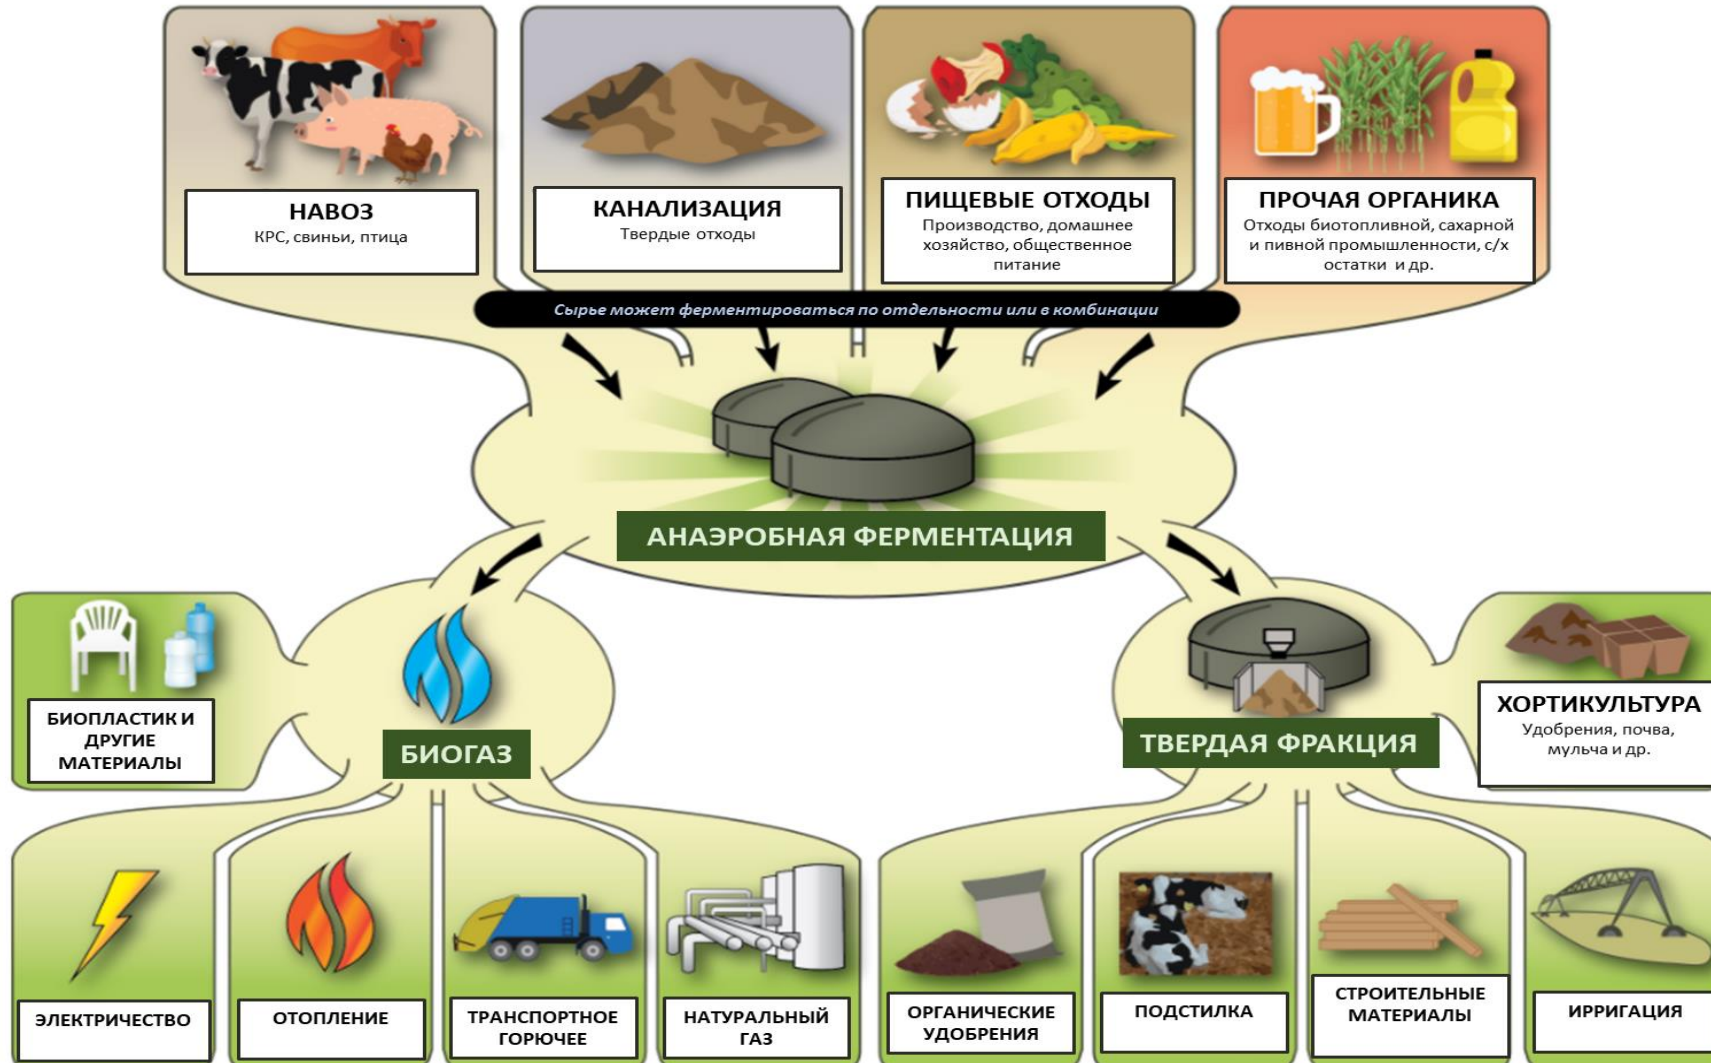 НАВОЗ
КРС, свиньи, птица
КАНАЛИЗАЦИЯ
Твердые отходы
ПИЩЕВЫЕ ОТХОДЫ
Производство, домашнее
хозяйство, общественное
питание
ПРОЧАЯ ОРГАНИКА
Отходы биотопливной, сахарной
и пивной промышленности, с/х
остатки и др.
Сырье может ферментироваться по отдельности или в комбинации
АНАЭРОБНАЯ ФЕРМЕНТАЦИЯ
БИОПЛАСТИК И
ДРУГИЕ
МАТЕРИАЛЫ
БИОГАЗ
ТВЕРДАЯ ФРАКЦИЯ
ХОРТИКУЛЬТУРА
Удобрения, почва,
мульча и др.
ЭЛЕКТРИЧЕСТВО
ОТОПЛЕНИЕ
ТРАНСПОРТНОЕ
ГОРЮЧЕЕ
НАТУРАЛЬНЫЙ
ГАЗ
ОРГАНИЧЕСКИЕ
УДОБРЕНИЯ
ПОДСТИЛКА
СТРОИТЕЛЬНЫЕ
МАТЕРИАЛЫ
ИРРИГАЦИЯ